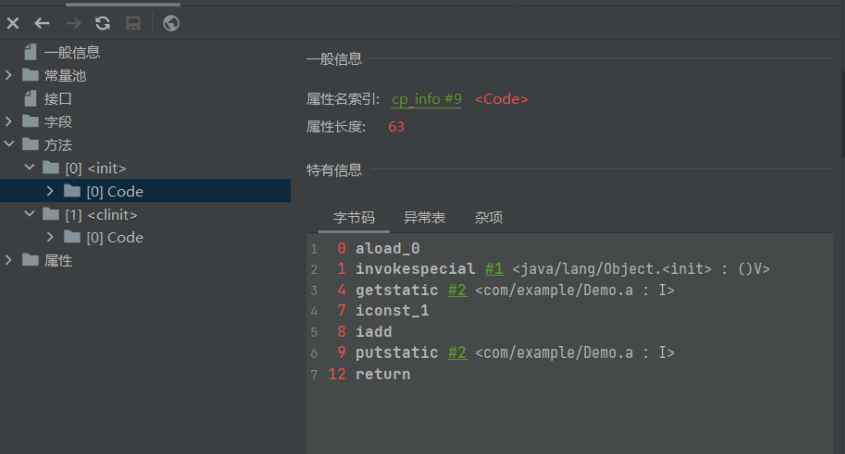 一般信息
常量池
接口
字段
方法
[0] <init>
[0] Code
[1] <clinit>
[0] Code
属性
一般信息
属性名索引: cp_info #9 <Code>
属性长度: 63
特有信息
字节码 异常表 杂项
1 0 aload_0
2 1 invokespecial #1 <java/lang/Object.<init> : ()V>
3 4 getstatic #2 <com/example/Demo.a : I>
4 7 iconst_1
5 8 iadd
6 9 putstatic #2 <com/example/Demo.a : I>
7 12 return